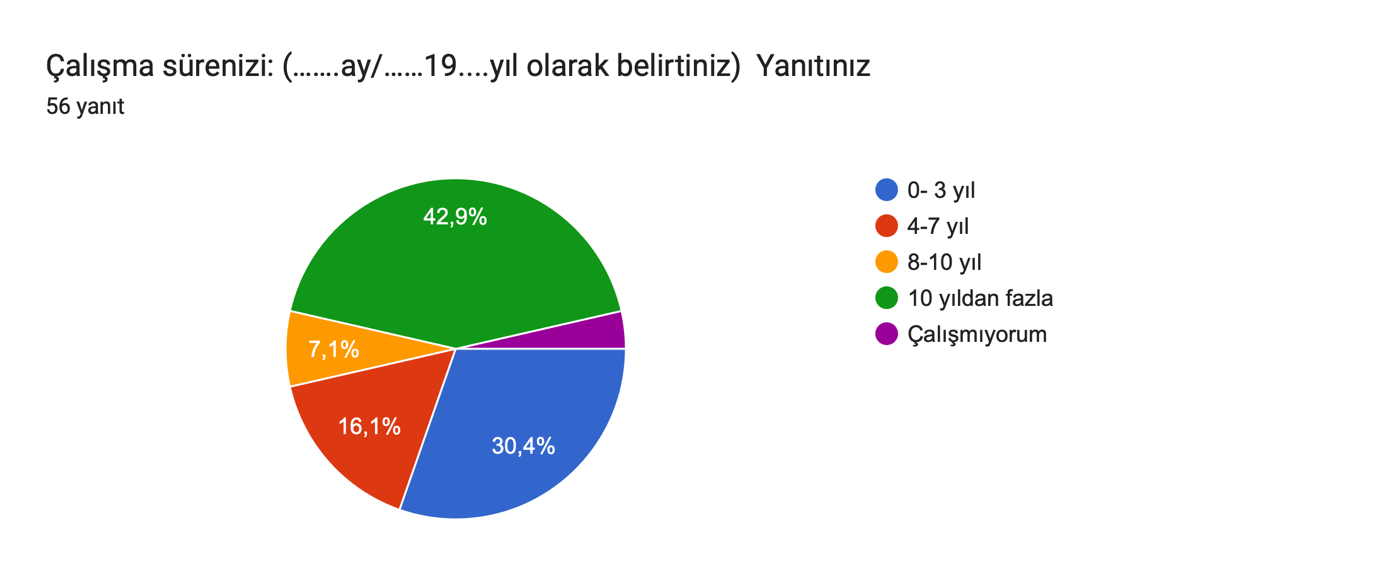 Çalışma sürenizi: (.......ay/......19....yıl olarak belirtiniz)  Yanıtınız
56 yanıt
42,9%
7,1%
16,1%
30,4%
0- 3 yıl
4-7 yıl
8-10 yıl
10 yıldan fazla
Çalışmıyorum